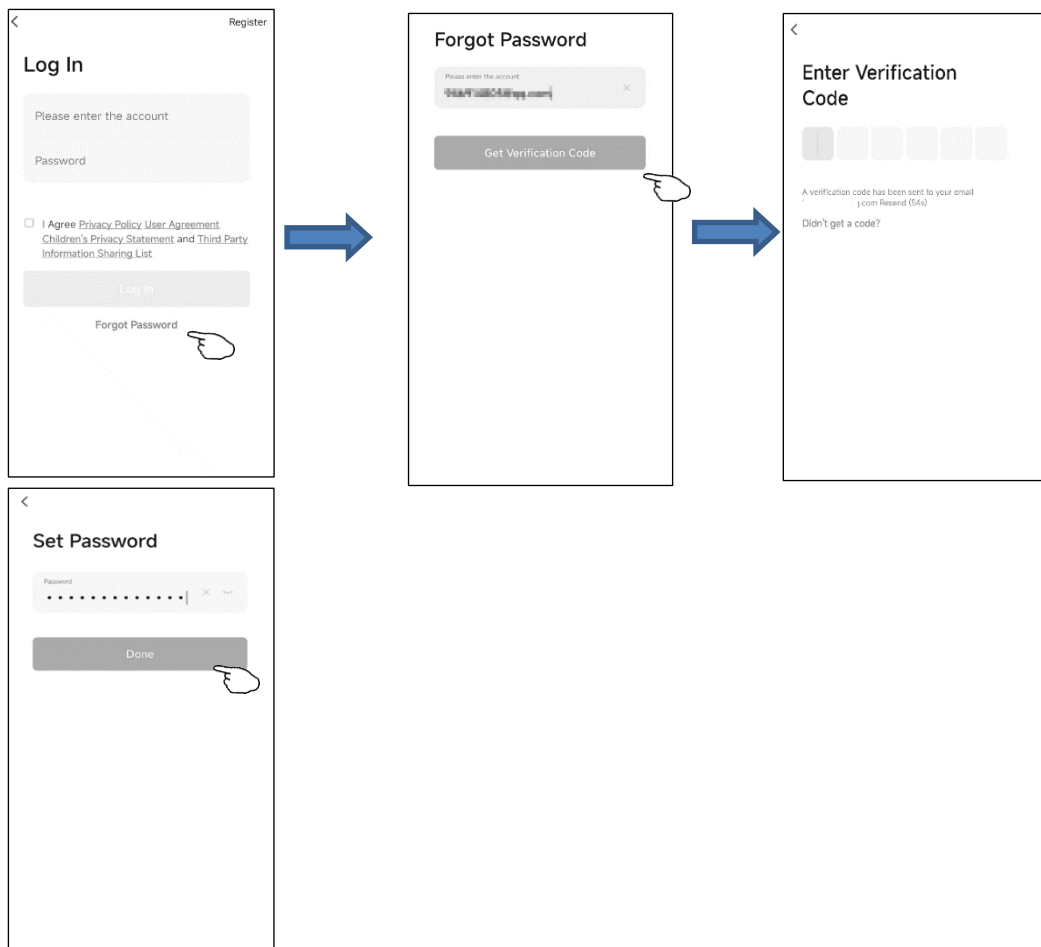 Register
Log In
Please enter the account
Password
I Agree Privacy Policy User Agreement
Children's Privacy Statement and Third Party
Information Sharing List
Log In
Forgot Password
Forgot Password
Please enter the account
Get Verification Code
Enter Verification
Code
A verification code has been sent to your email
.com Resend (54s)
Didn't get a code?
Set Password
Password
Done